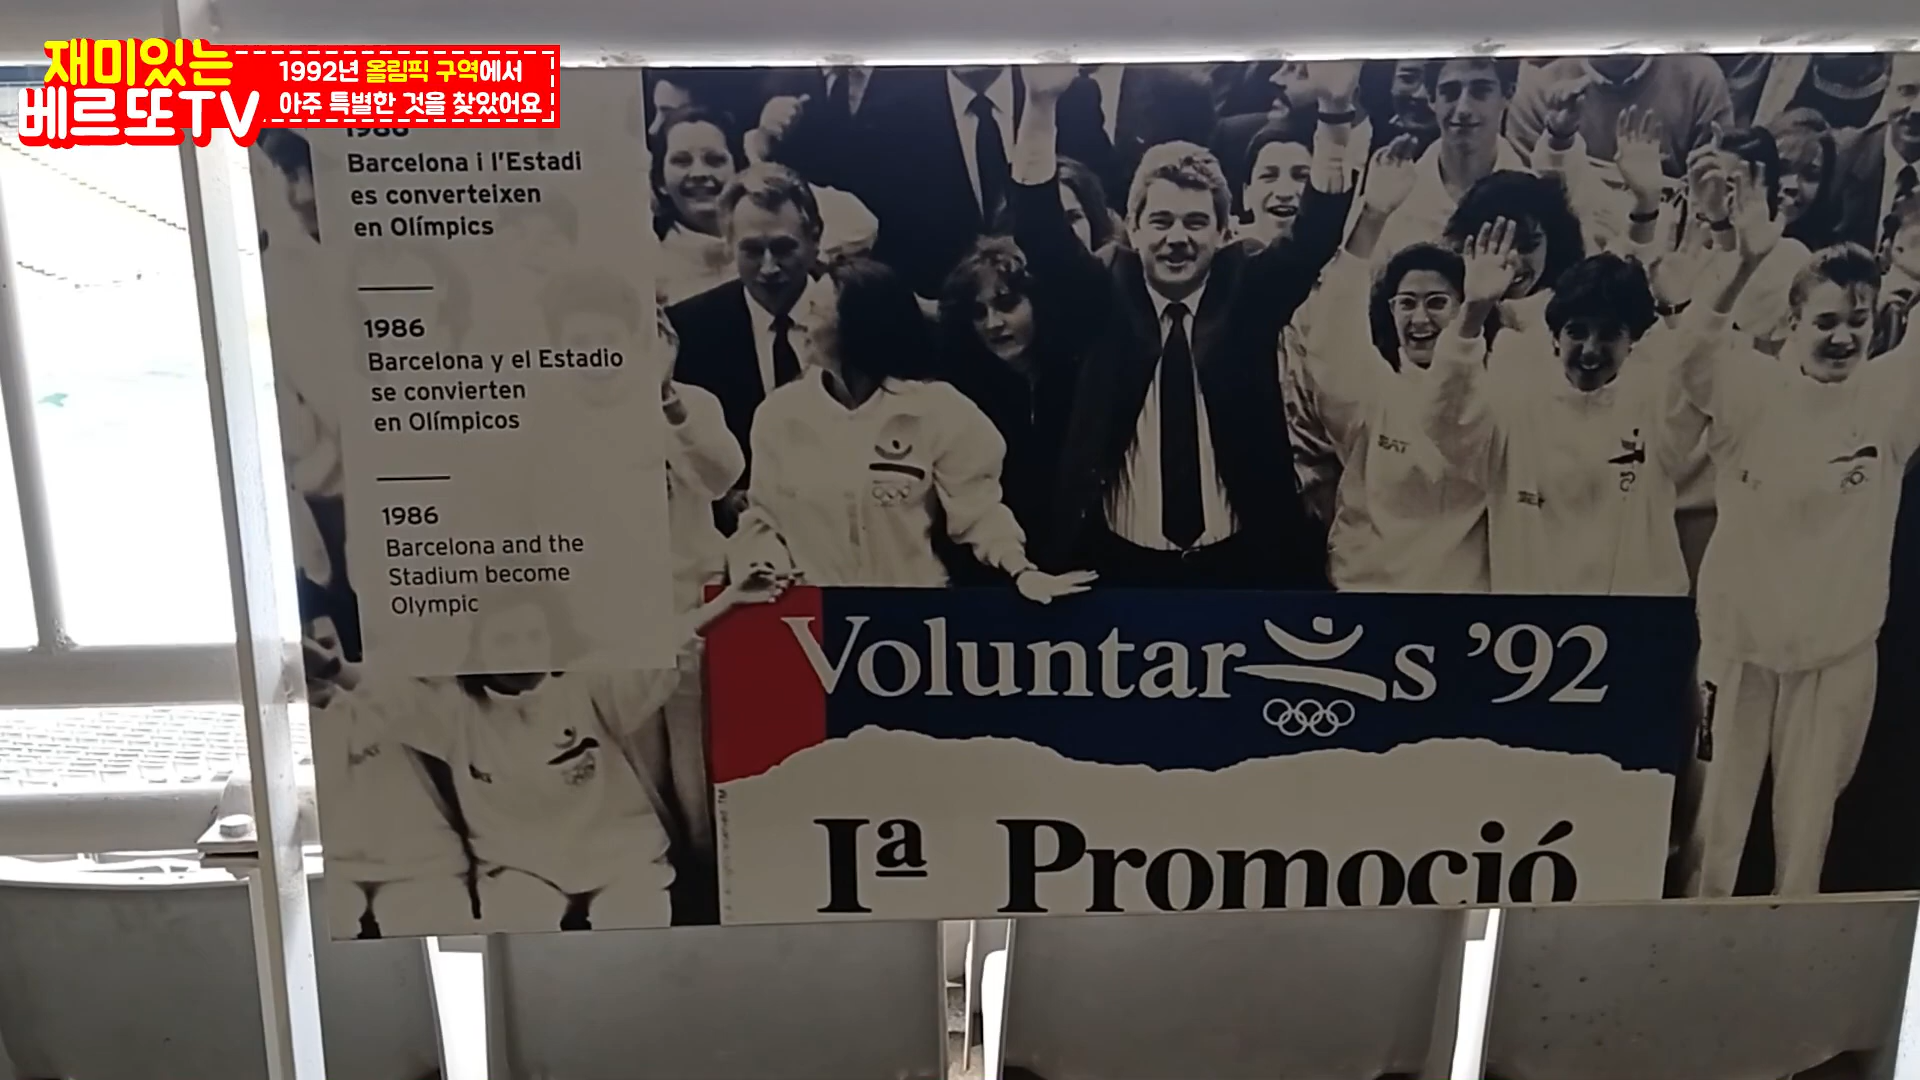 재미있는
베르또TV
1992년 올림픽 구역에서
아주 특별한 것을 찾았어요
1986
Barcelona i l'Estadi
es converteixen
en Olímpics
1986
Barcelona y el Estadio
se convierten
en Olímpicos
1986
Barcelona and the
Stadium become
Olympic
Voluntaris '92
Iª Promoció